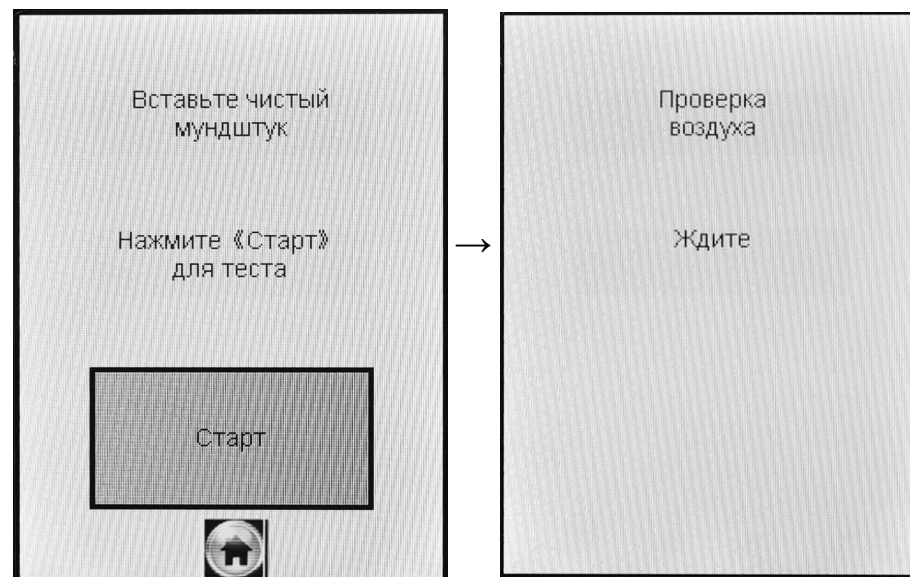 Вставьте чистый
мундштук
Нажмите《Старт》
для теста
Старт
→
Проверка
воздуха
Ждите